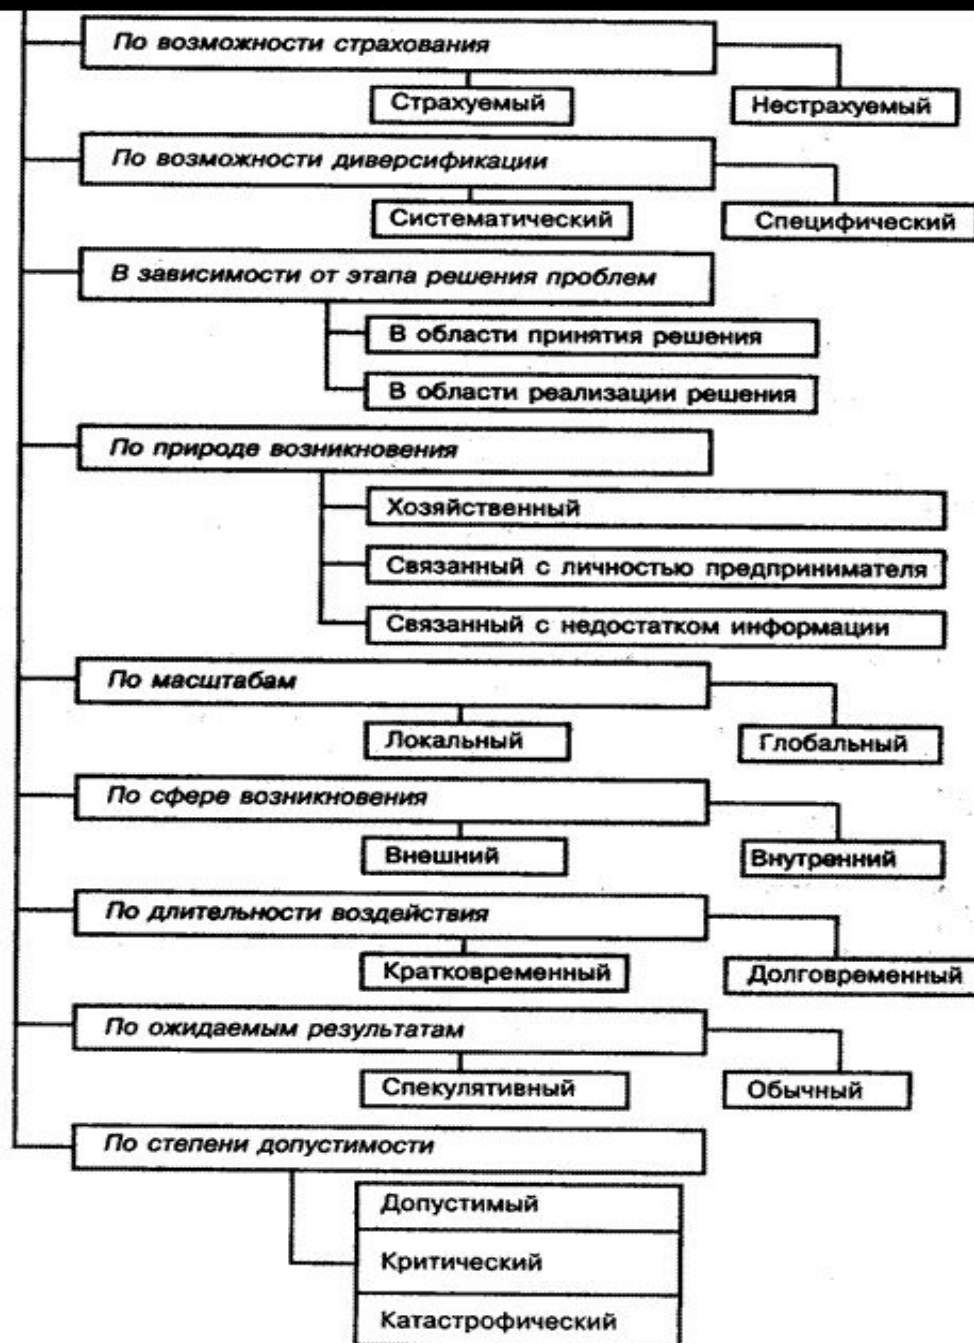 По возможности страхования
Страхуемый
Нестрахуемый
По возможности диверсификации
Систематический
Специфический
В зависимости от этапа решения проблем
В области принятия решения
В области реализации решения
По природе возникновения
Хозяйственный
Связанный с личностью предпринимателя
Связанный с недостатком информации
По масштабам
Локальный
Глобальный
По сфере возникновения
Внешний
Внутренний
По длительности воздействия
Кратковременный
Долговременный
По ожидаемым результатам
Спекулятивный
Обычный
По степени допустимости
Допустимый
Критический
Катастрофический